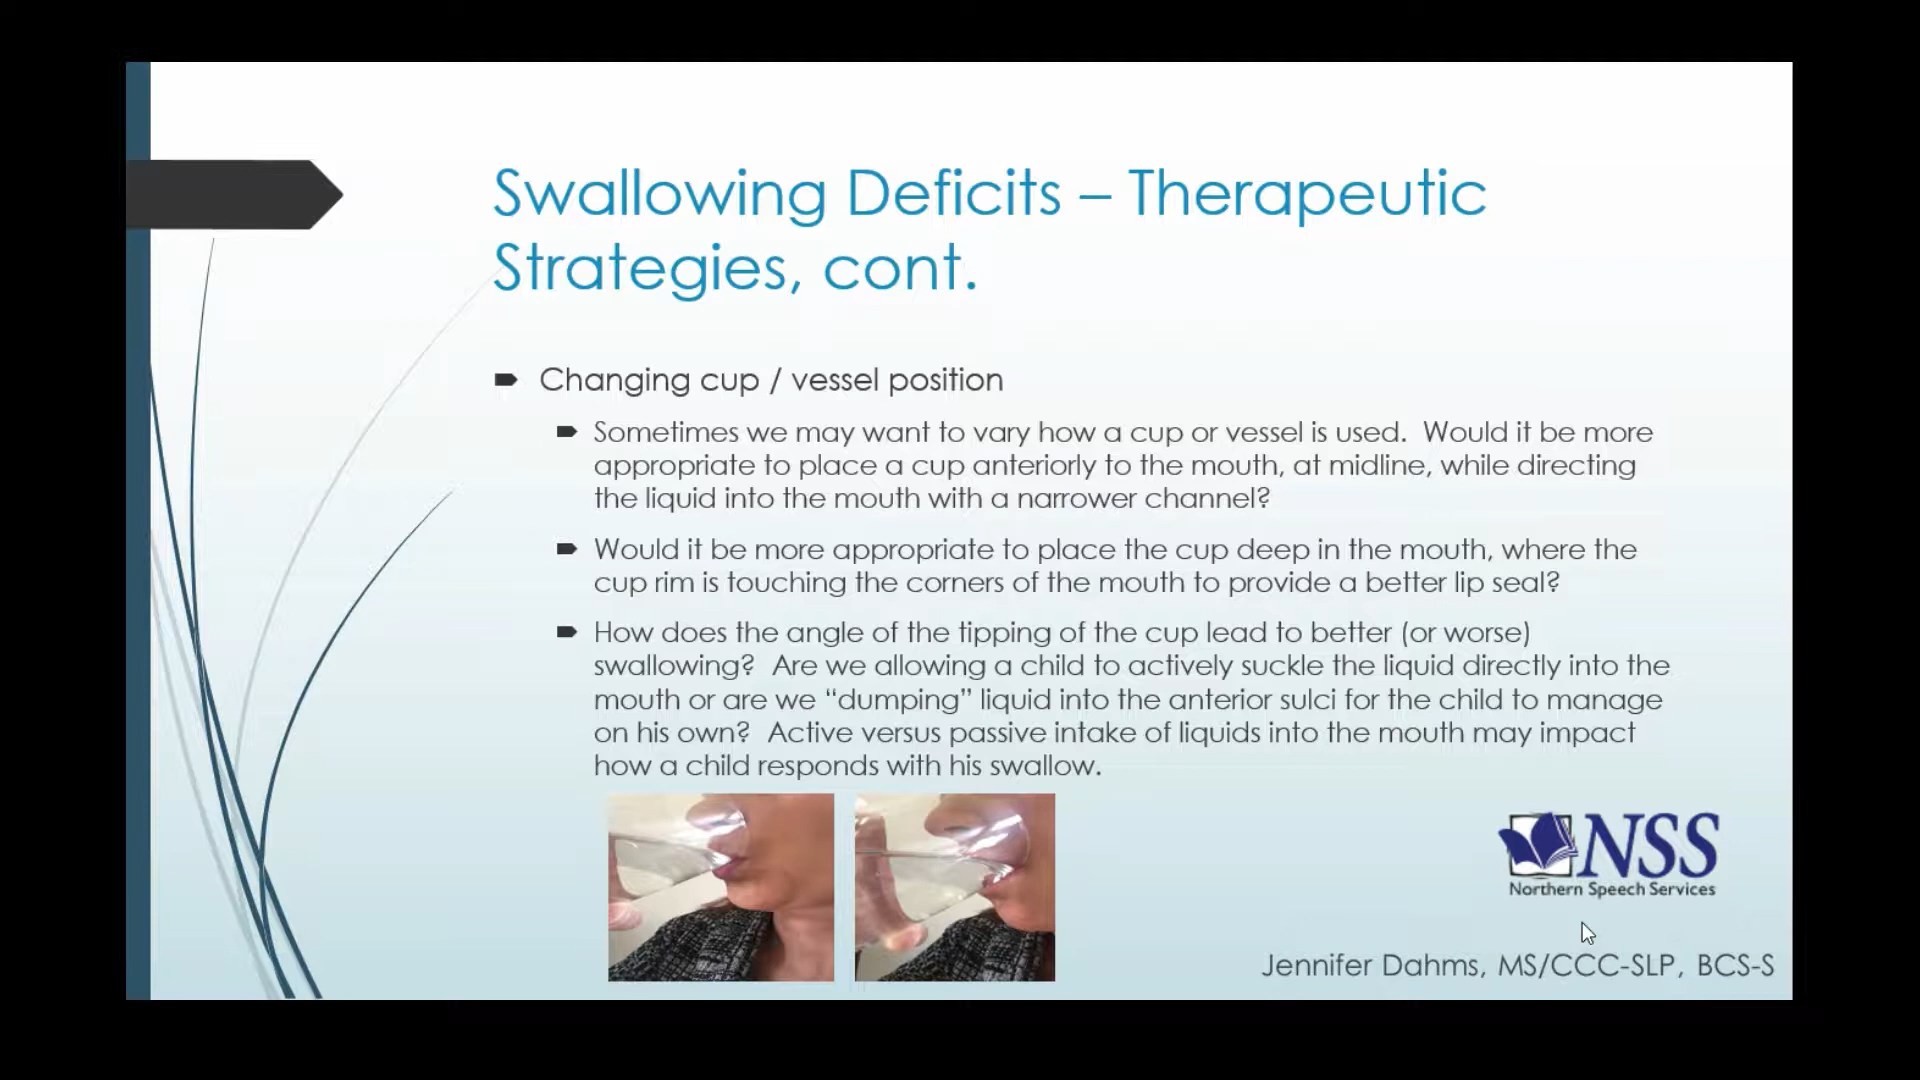 Swallowing Deficits – Therapeutic
Strategies, cont.
Changing cup / vessel position
Sometimes we may want to vary how a cup or vessel is used.  Would it be more
appropriate to place a cup anteriorly to the mouth, at midline, while directing
the liquid into the mouth with a narrower channel?
Would it be more appropriate to place the cup deep in the mouth, where the
cup rim is touching the corners of the mouth to provide a better lip seal?
How does the angle of the tipping of the cup lead to better (or worse)
swallowing?  Are we allowing a child to actively suckle the liquid directly into the
mouth or are we “dumping” liquid into the anterior sulci for the child to manage
on his own?  Active versus passive intake of liquids into the mouth may impact
how a child responds with his swallow.
NSS
Northern Speech Services
Jennifer Dahms, MS/CCC-SLP, BCS-S